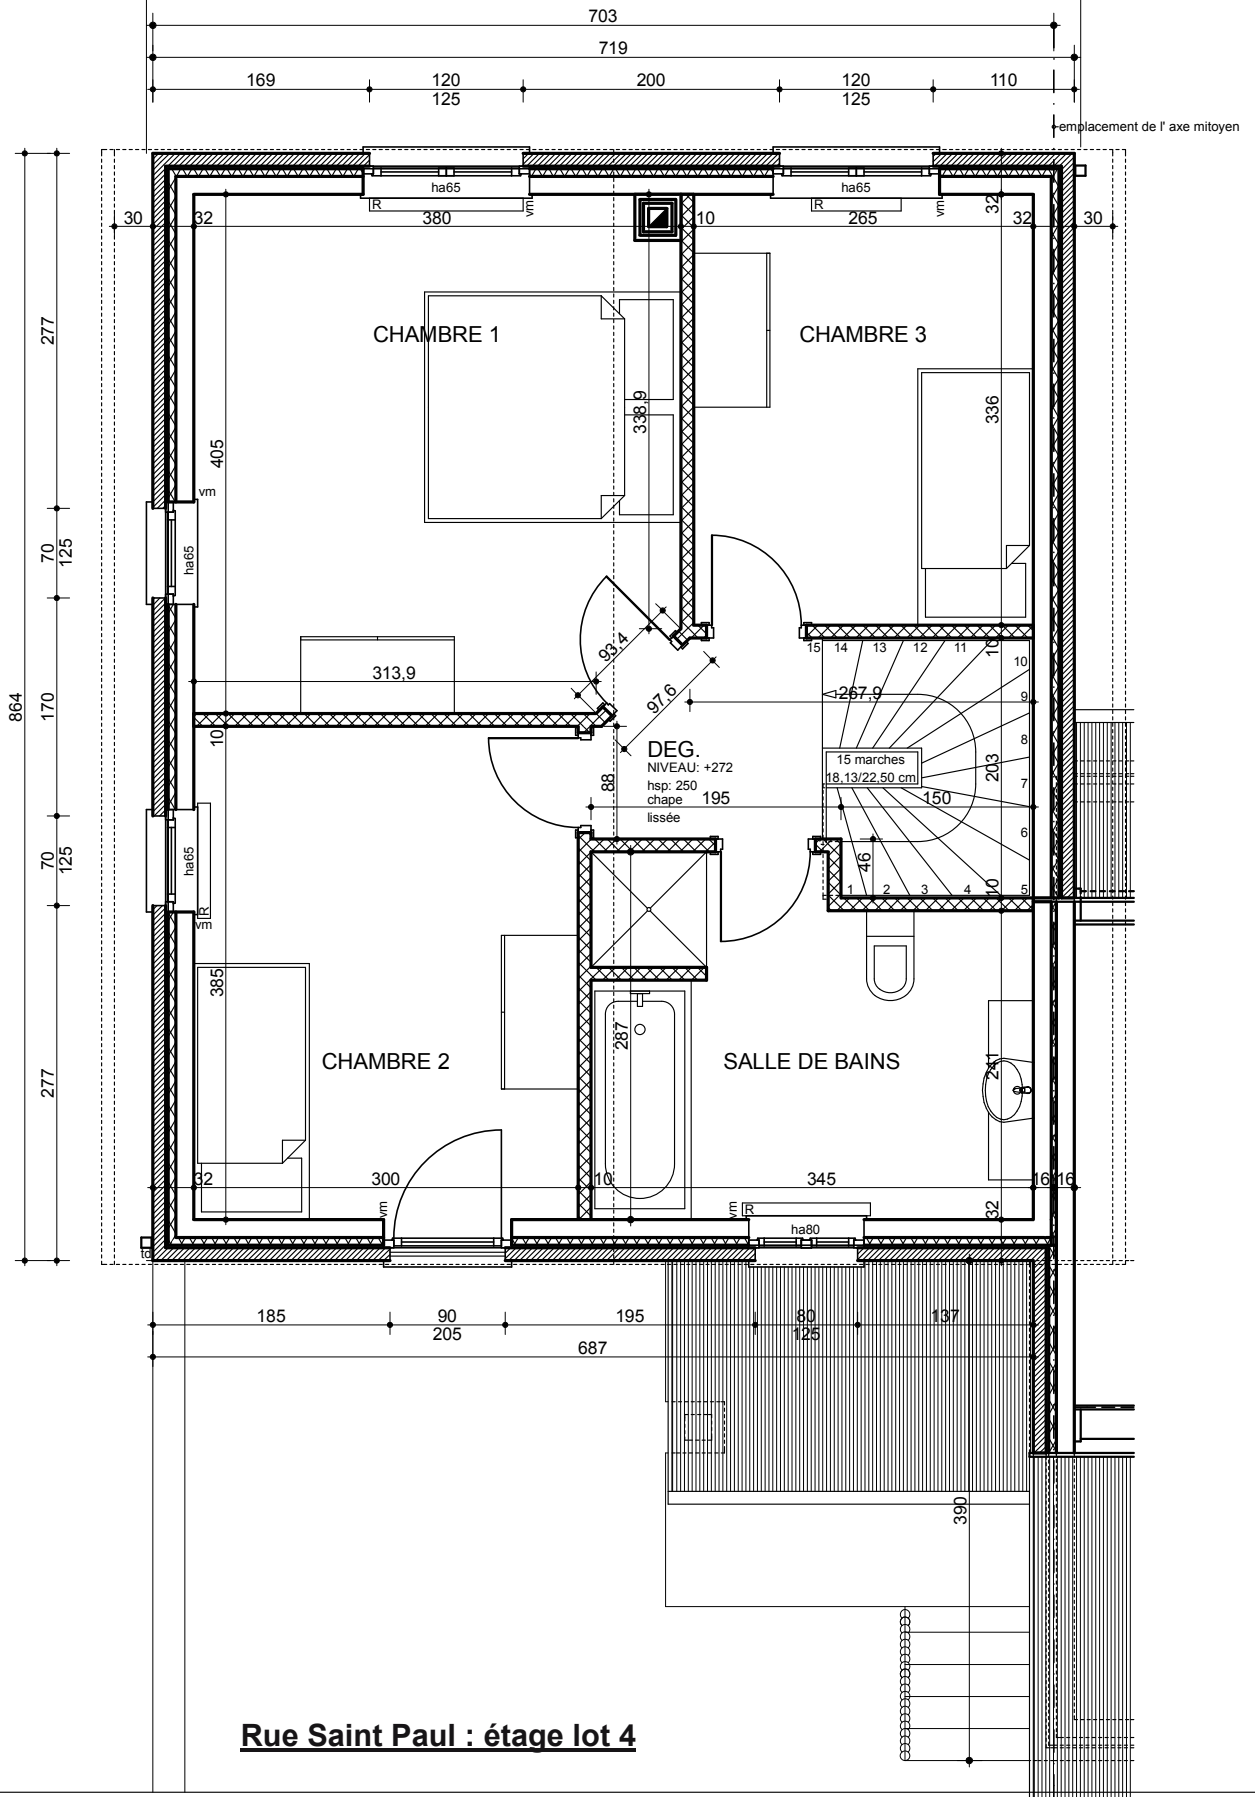 703
719
169 120 200 120 110
125 125
emplacement de l' axe mitoyen
ha65 ha65
R vm R vm
30 32 380 10 265 32 32 30
277
CHAMBRE 1 CHAMBRE 3
338,9
336
405
vm
70
125
ha65
93,4
97,6
15 14 13 12 11 10
10
313,9
267,9
9
864
170
10
DEG.
NIVEAU: +272
hsp: 250
chape
lissée
88
195
15 marches
18,13/22,50 cm
203
8
7
150
6
70
125
ha65
R
vm
46
10
1 2 3 4 5
385
287
277
CHAMBRE 2 SALLE DE BAINS
241
32 300 10 345 16 16
vm
vm
R
32
ha80
td
185 90 195 80 137
205 125
687
390
Rue Saint Paul : étage lot 4